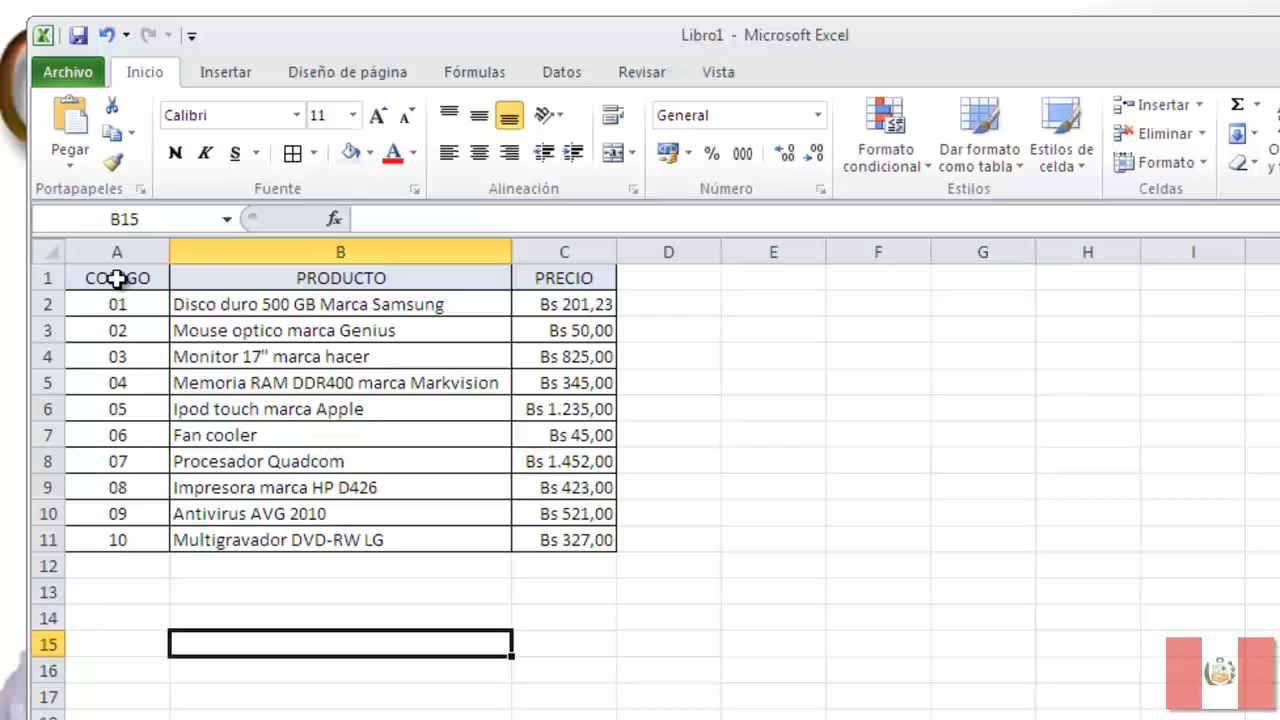 Libro1 - Microsoft Excel
Archivo Inicio Insertar Diseño de página Fórmulas Datos Revisar Vista
Calibri 11 General Insertar
Pegar N K S % 000 Formato condicional Dar formato como tabla Estilos de celda Eliminar Formato
Portapapeles Fuente Alineación Número Estilos Celdas
B15 fx
A B C D E F G H I
1 PRODUCTO PRECIO
2 01 Disco duro 500 GB Marca Samsung Bs 201,23
3 02 Mouse optico marca Genius Bs 50,00
4 03 Monitor 17" marca hacer Bs 825,00
5 04 Memoria RAM DDR400 marca Markvision Bs 345,00
6 05 Ipod touch marca Apple Bs 1.235,00
7 06 Fan cooler Bs 45,00
8 07 Procesador Quadcom Bs 1.452,00
9 08 Impresora marca HP D426 Bs 423,00
10 09 Antivirus AVG 2010 Bs 521,00
11 10 Multigravador DVD-RW LG Bs 327,00
12
13
14
15
16
17